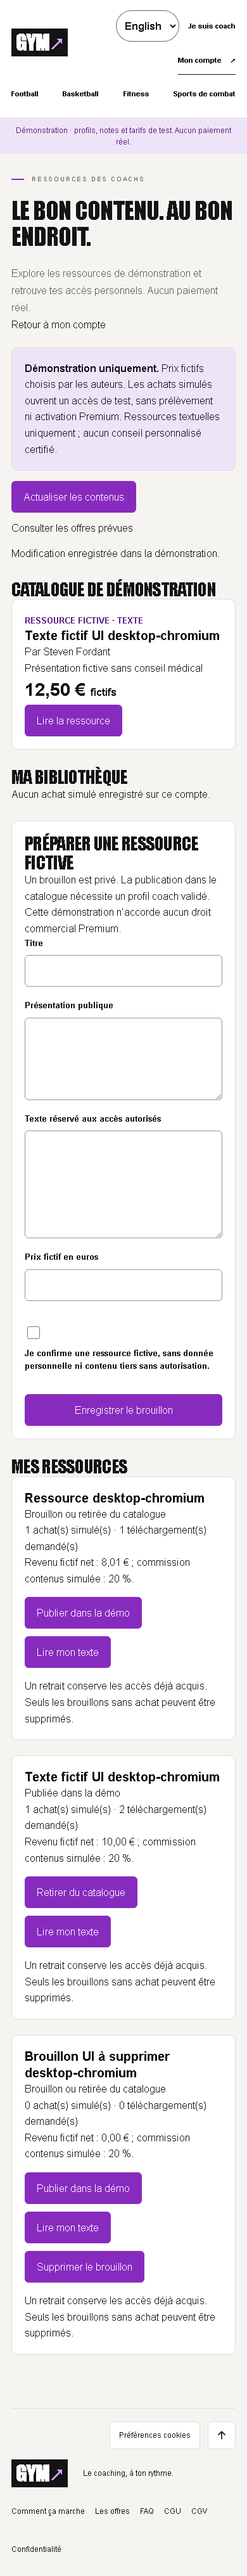 GYM↗
English
Je suis coach
Mon compte ↗
Football Basketball Fitness Sports de combat
Démonstration · profils, notes et tarifs de test. Aucun paiement
réel.
RESSOURCES DES COACHS
LE BON CONTENU. AU BON
ENDROIT.
Explore les ressources de démonstration et
retrouve tes accès personnels. Aucun paiement
réel.
Retour à mon compte
Démonstration uniquement. Prix fictifs
choisis par les auteurs. Les achats simulés
ouvrent un accès de test, sans prélèvement
ni activation Premium. Ressources textuelles
uniquement ; aucun conseil personnalisé
certifié.
Actualiser les contenus
Consulter les offres prévues
Modification enregistrée dans la démonstration.
CATALOGUE DE DÉMONSTRATION
RESSOURCE FICTIVE · TEXTE
Texte fictif UI desktop-chromium
Par Steven Fordant
Présentation fictive sans conseil médical
12,50 € fictifs
Lire la ressource
MA BIBLIOTHÈQUE
Aucun achat simulé enregistré sur ce compte.
PRÉPARER UNE RESSOURCE
FICTIVE
Un brouillon est privé. La publication dans le
catalogue nécessite un profil coach validé.
Cette démonstration n'accorde aucun droit
commercial Premium.
Titre
Présentation publique
Texte réservé aux accès autorisés
Prix fictif en euros
Je confirme une ressource fictive, sans donnée
personnelle ni contenu tiers sans autorisation.
Enregistrer le brouillon
MES RESSOURCES
Ressource desktop-chromium
Brouillon ou retirée du catalogue
1 achat(s) simulé(s) · 1 téléchargement(s)
demandé(s)
Revenu fictif net : 8,01 € ; commission
contenus simulée : 20 %.
Publier dans la démo
Lire mon texte
Un retrait conserve les accès déjà acquis.
Seuls les brouillons sans achat peuvent être
supprimés.
Texte fictif UI desktop-chromium
Publiée dans la démo
1 achat(s) simulé(s) · 2 téléchargement(s)
demandé(s)
Revenu fictif net : 10,00 € ; commission
contenus simulée : 20 %.
Retirer du catalogue
Lire mon texte
Un retrait conserve les accès déjà acquis.
Seuls les brouillons sans achat peuvent être
supprimés.
Brouillon UI à supprimer
desktop-chromium
Brouillon ou retirée du catalogue
0 achat(s) simulé(s) · 0 téléchargement(s)
demandé(s)
Revenu fictif net : 0,00 € ; commission
contenus simulée : 20 %.
Publier dans la démo
Lire mon texte
Supprimer le brouillon
Un retrait conserve les accès déjà acquis.
Seuls les brouillons sans achat peuvent être
supprimés.
Préférences cookies ↑
GYM↗ Le coaching, à ton rythme.
Comment ça marche Les offres FAQ CGU CGV
Confidentialité